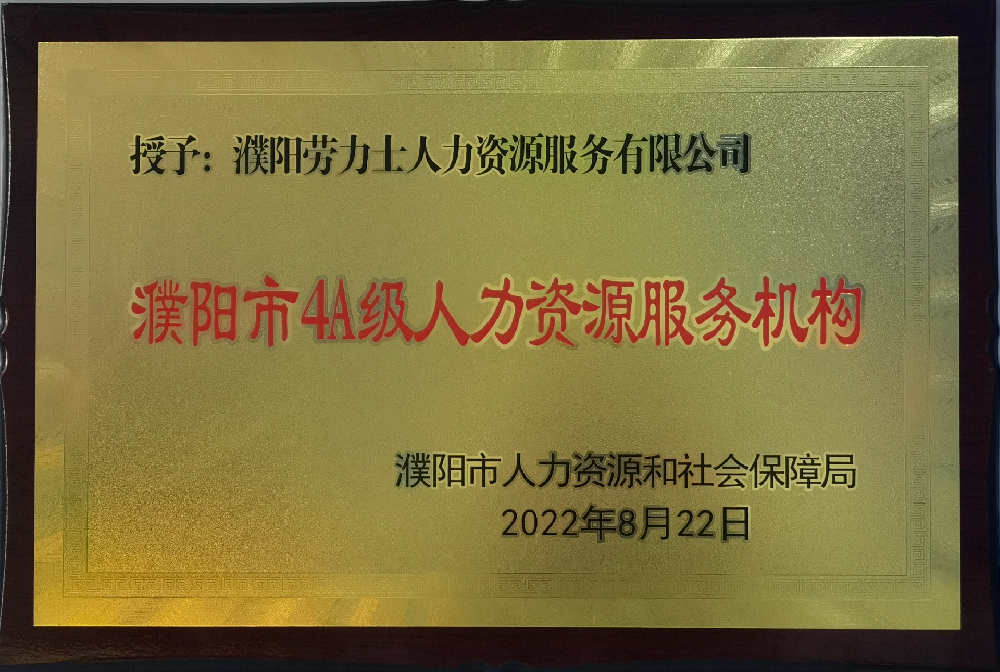 授予：濮阳劳力士人力资源服务有限公司
濮阳市4A级人力资源服务机构
濮阳市人力资源和社会保障局
2022年8月22日